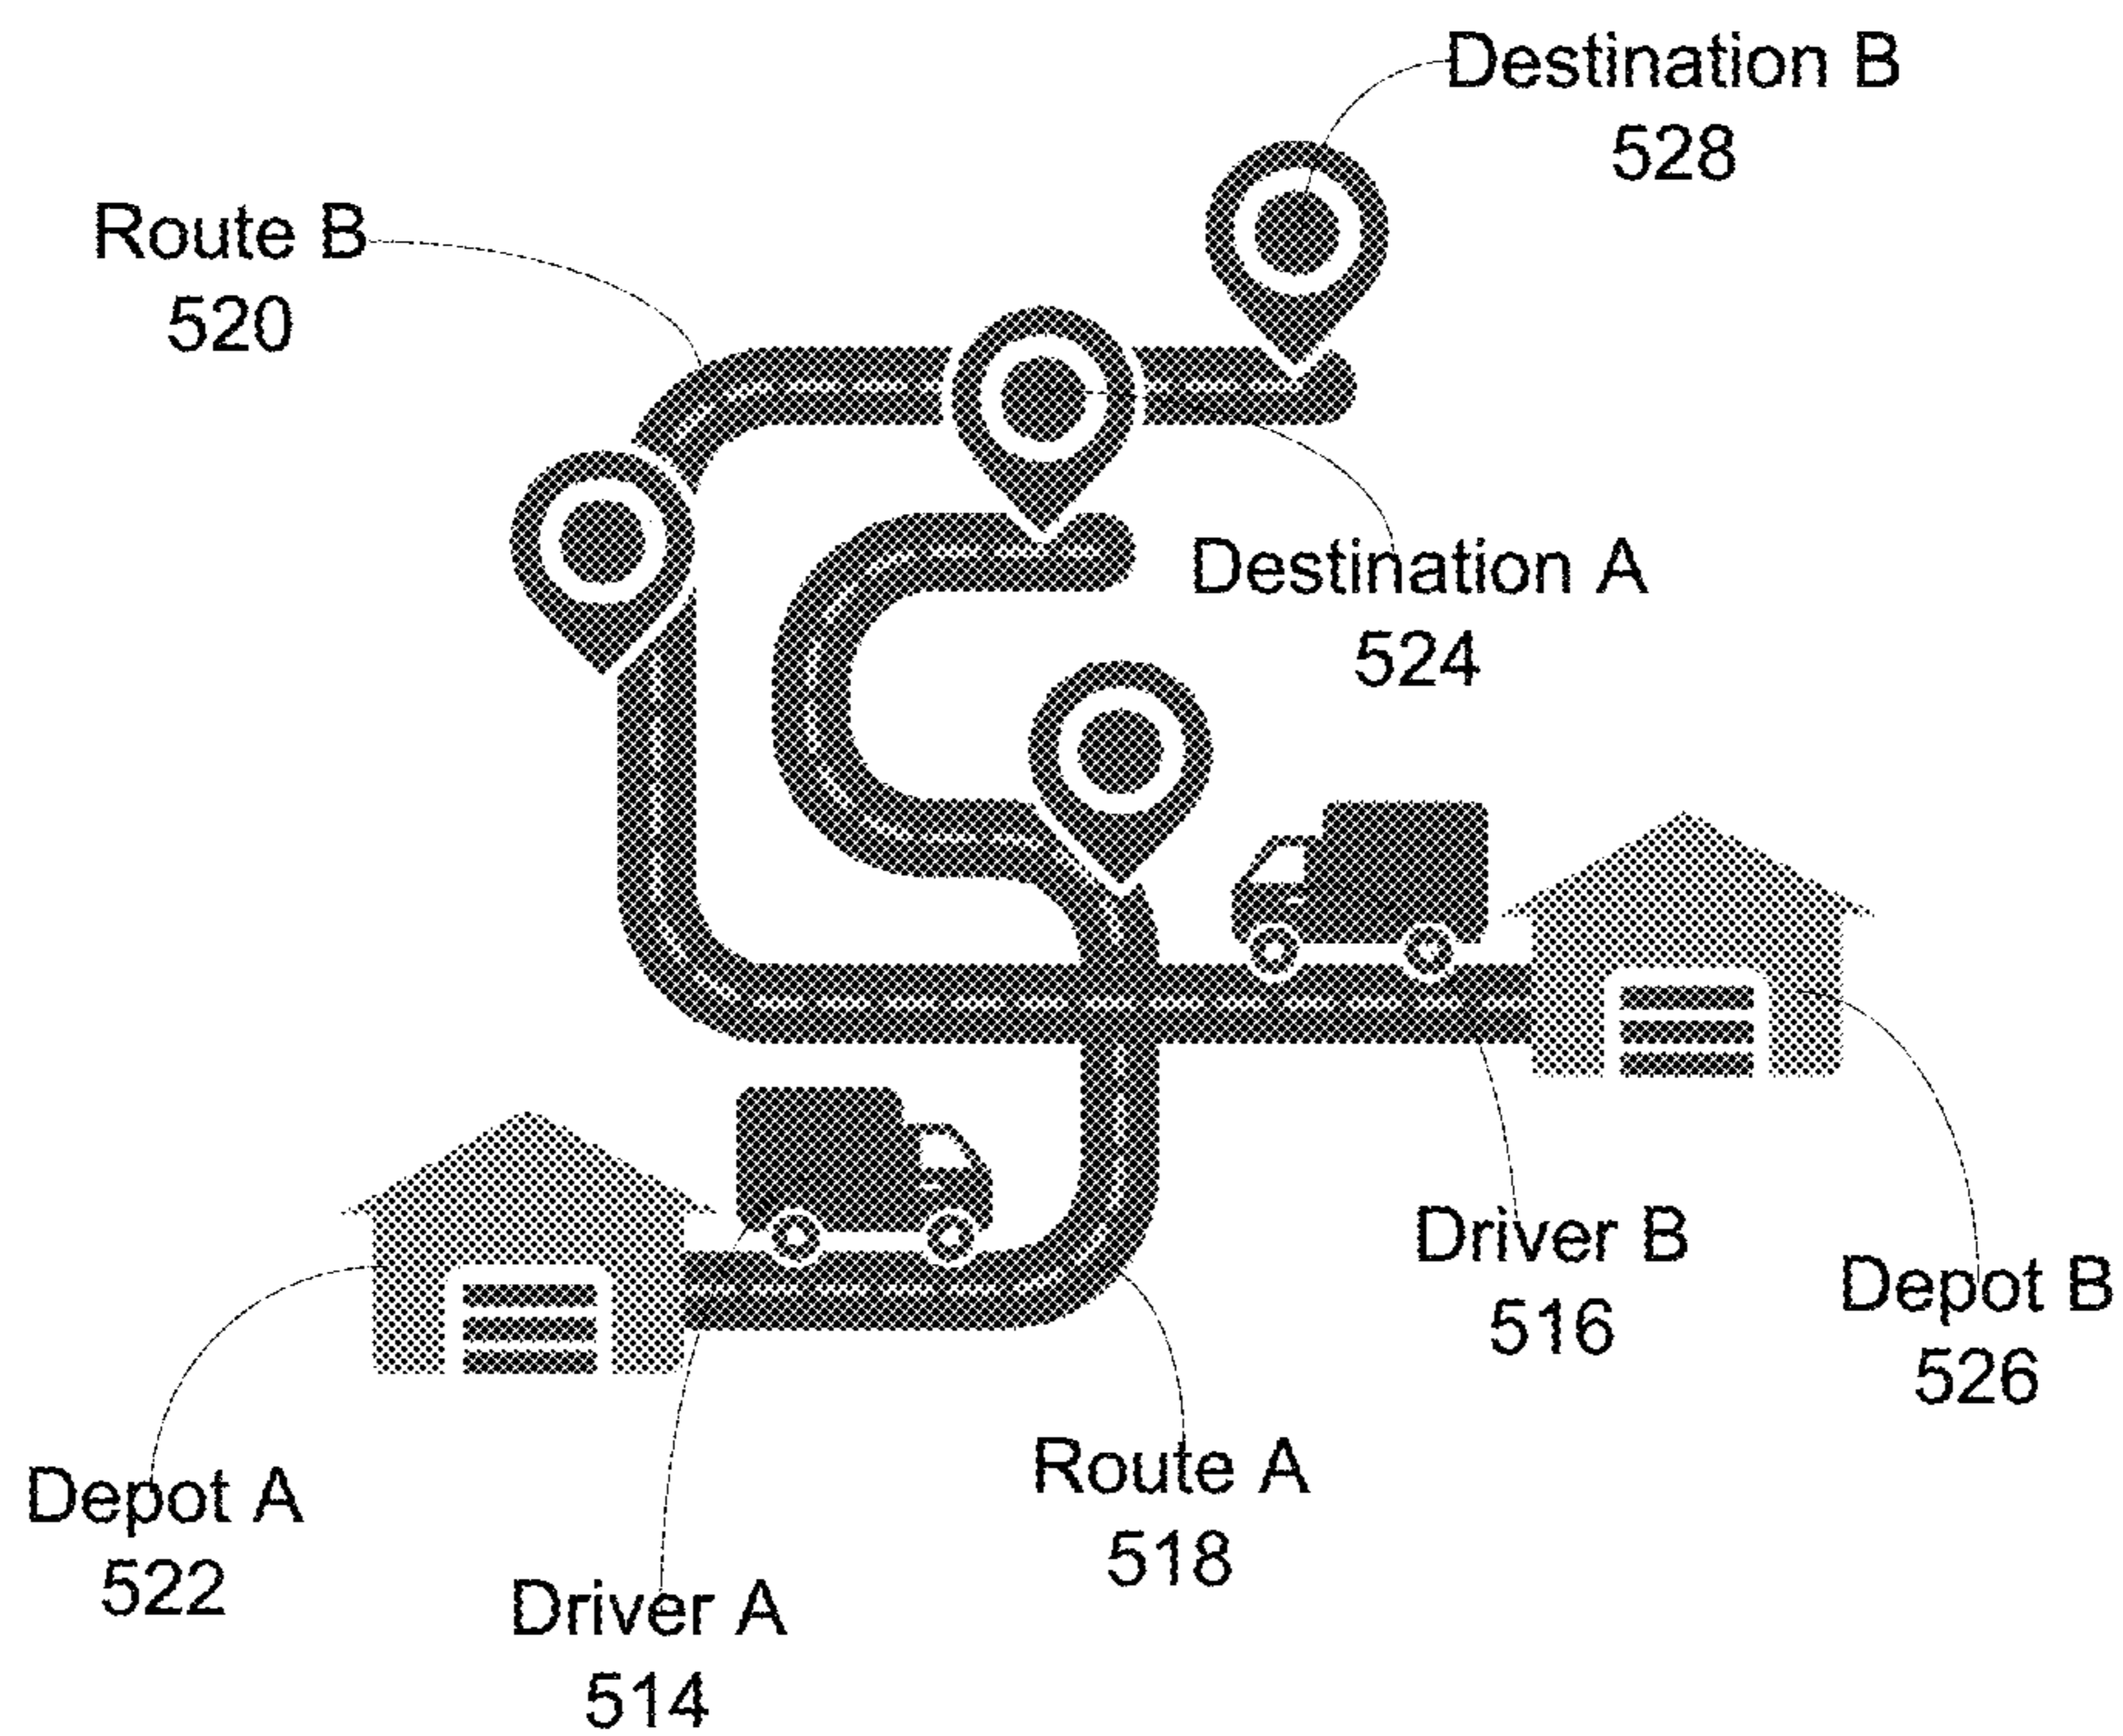 Destination B
528
Route B
520
Destination A
524
Driver B
516
Depot B
526
Route A
518
Depot A
522
Driver A
514